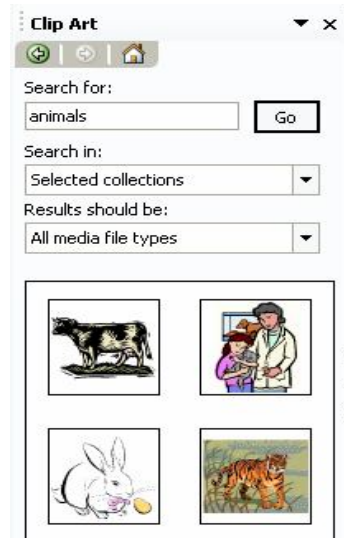 Clip Art
Search for:
animals
Go
Search in:
Selected collections
Results should be:
All media file types